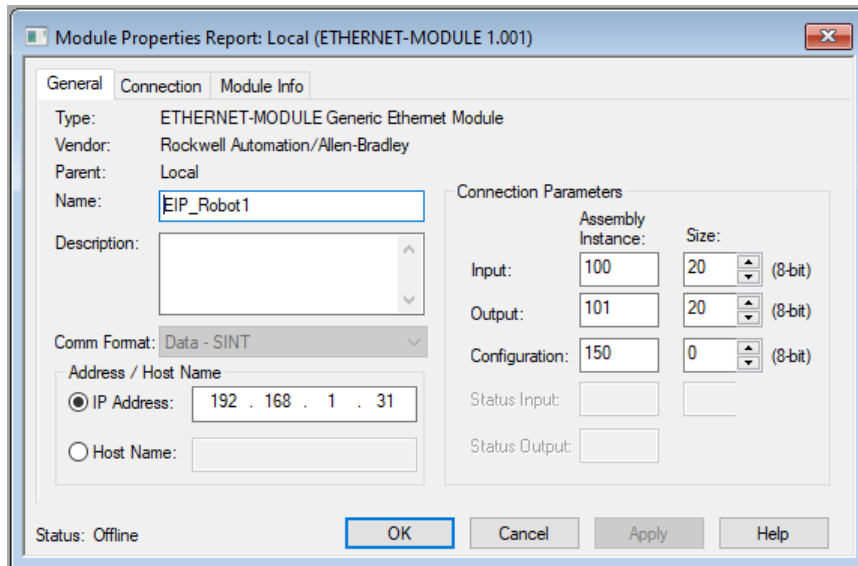 Module Properties Report: Local (ETHERNET-MODULE 1.001)
General Connection Module Info
Type: ETHERNET-MODULE Generic Ethernet Module
Vendor: Rockwell Automation/Allen-Bradley
Parent: Local
Name: EIP_Robot1
Description:
Comm Format: Data - SINT
Address / Host Name
IP Address: 192 . 168 . 1 . 31
Host Name:
Connection Parameters
Assembly
Instance: Size:
Input: 100 20 (8-bit)
Output: 101 20 (8-bit)
Configuration: 150 0 (8-bit)
Status Input:
Status Output:
Status: Offline OK Cancel Apply Help